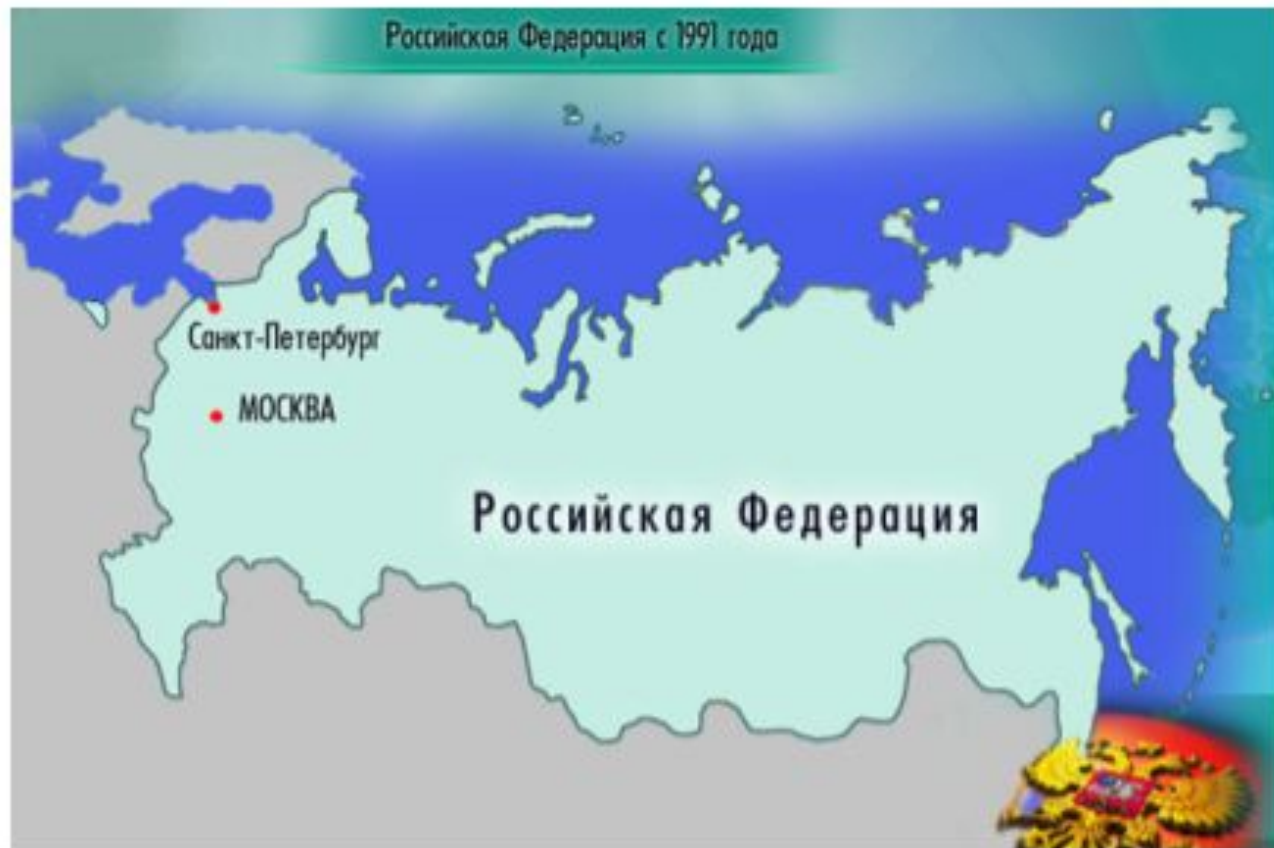 Российская Федерация с 1991 года
Санкт-Петербург
МОСКВА
Российская Федерация